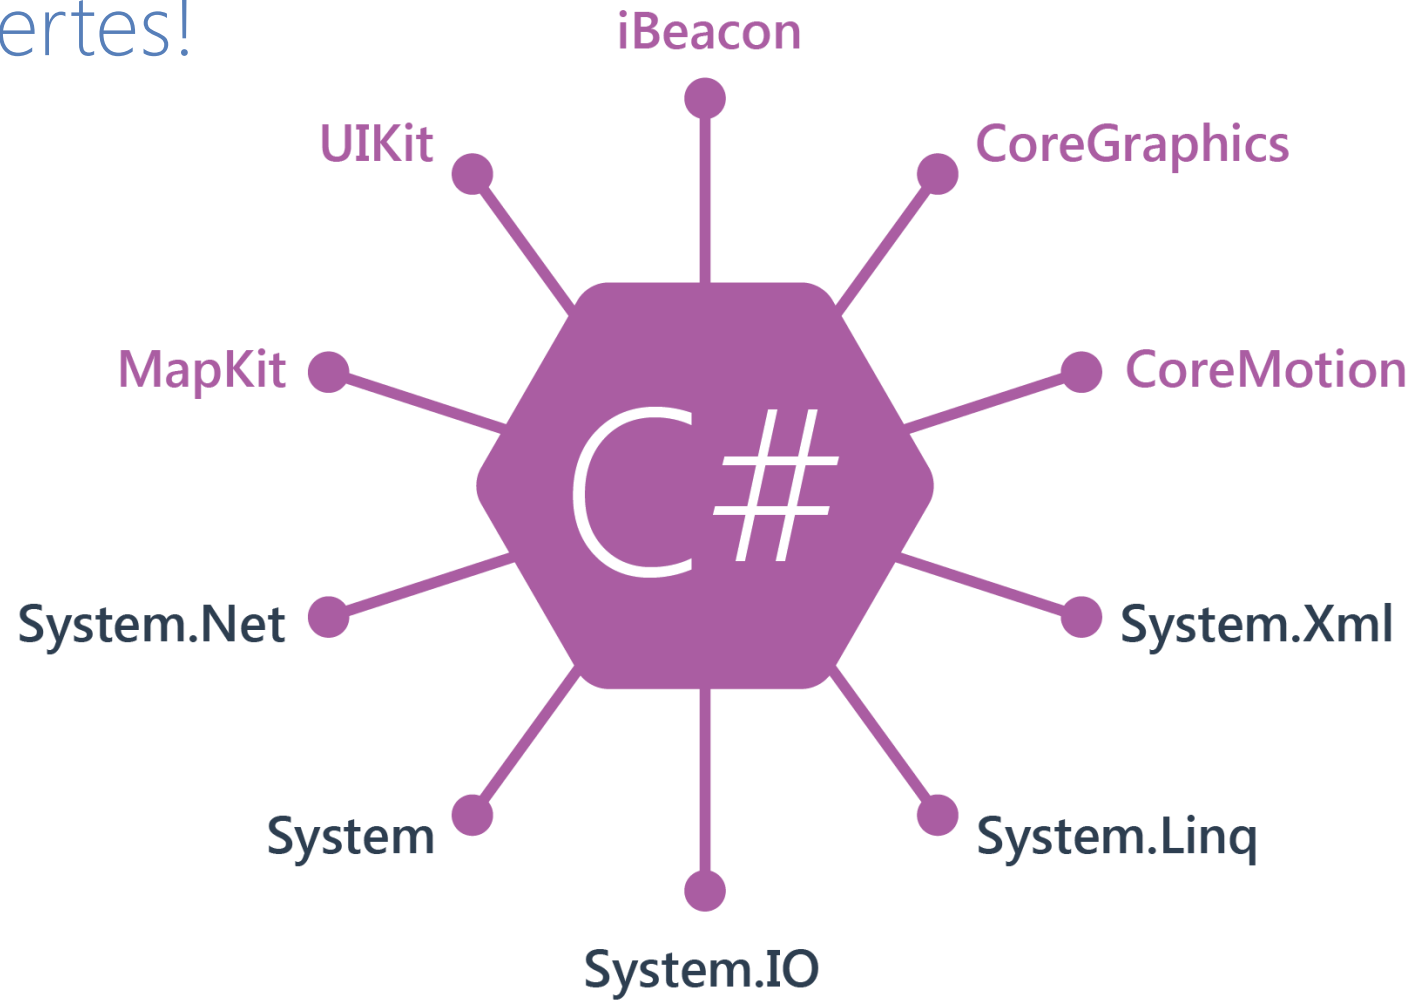 ertes!
iBeacon
UIKit
CoreGraphics
MapKit
CoreMotion
C#
System.Net
System.Xml
System
System.Linq
System.IO